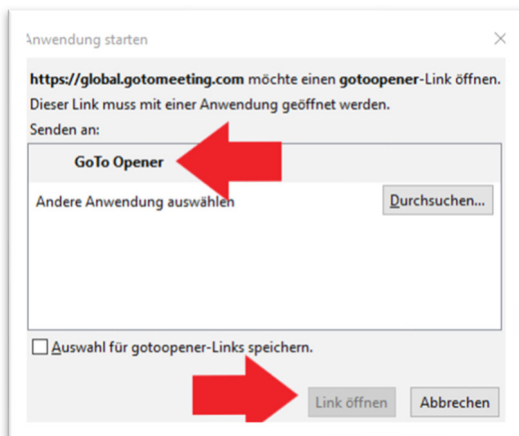 Anwendung starten
https://global.gotomeeting.com möchte einen gotoopener-Link öffnen.
Dieser Link muss mit einer Anwendung geöffnet werden.
Senden an:
GoTo Opener
Andere Anwendung auswählen
Durchsuchen...
Auswahl für gotoopener-Links speichern.
Link öffnen
Abbrechen